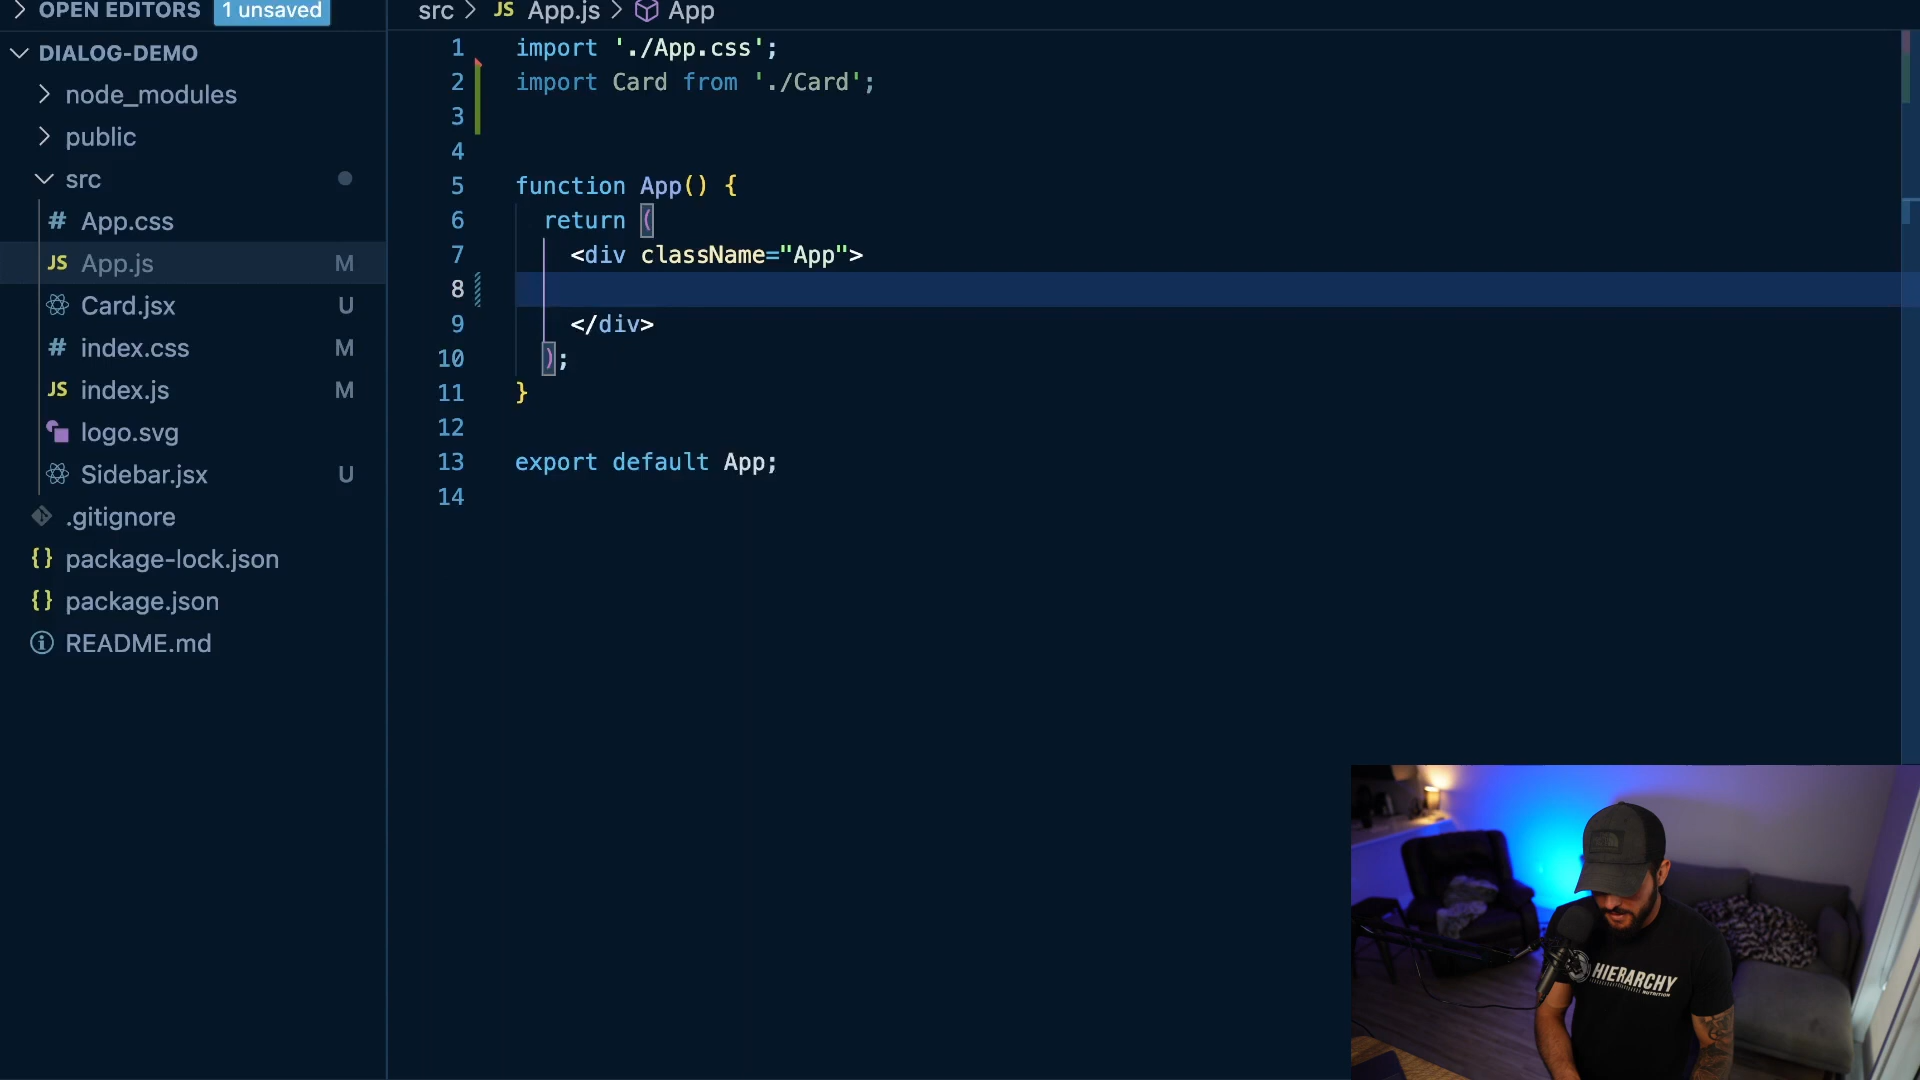 OPEN EDITORS 1 unsaved
DIALOG-DEMO
node_modules
public
src
# App.css
JS App.js M
Card.jsx U
# index.css M
JS index.js M
logo.svg
Sidebar.jsx U
.gitignore
{} package-lock.json
{} package.json
README.md
src > JS App.js > App
1 import './App.css';
2 import Card from './Card';
3
4
5 function App() {
6 return (
7 <div className="App">
8
9 </div>
10 );
11 }
12
13 export default App;
14
HIERARCHY
NUTRITION